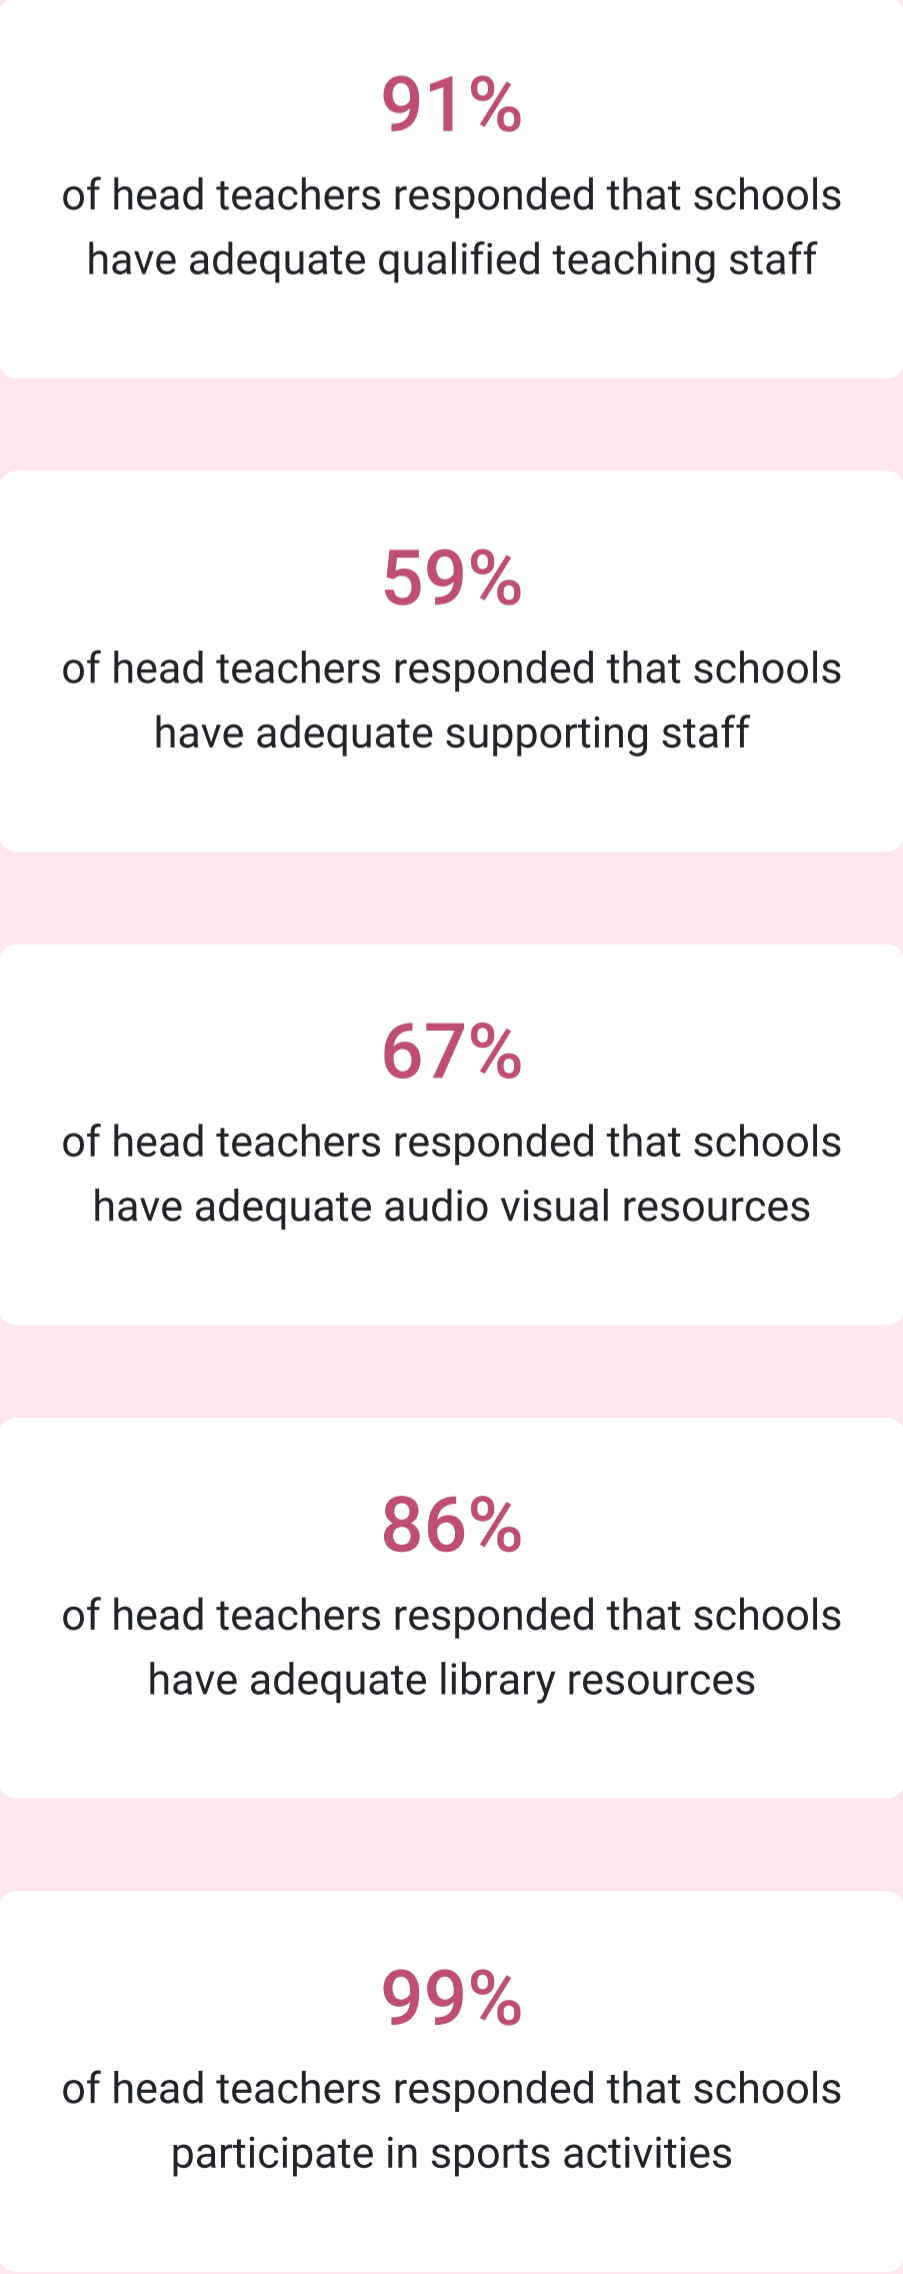 91%
of head teachers responded that schools
have adequate qualified teaching staff
59%
of head teachers responded that schools
have adequate supporting staff
67%
of head teachers responded that schools
have adequate audio visual resources
86%
of head teachers responded that schools
have adequate library resources
99%
of head teachers responded that schools
participate in sports activities